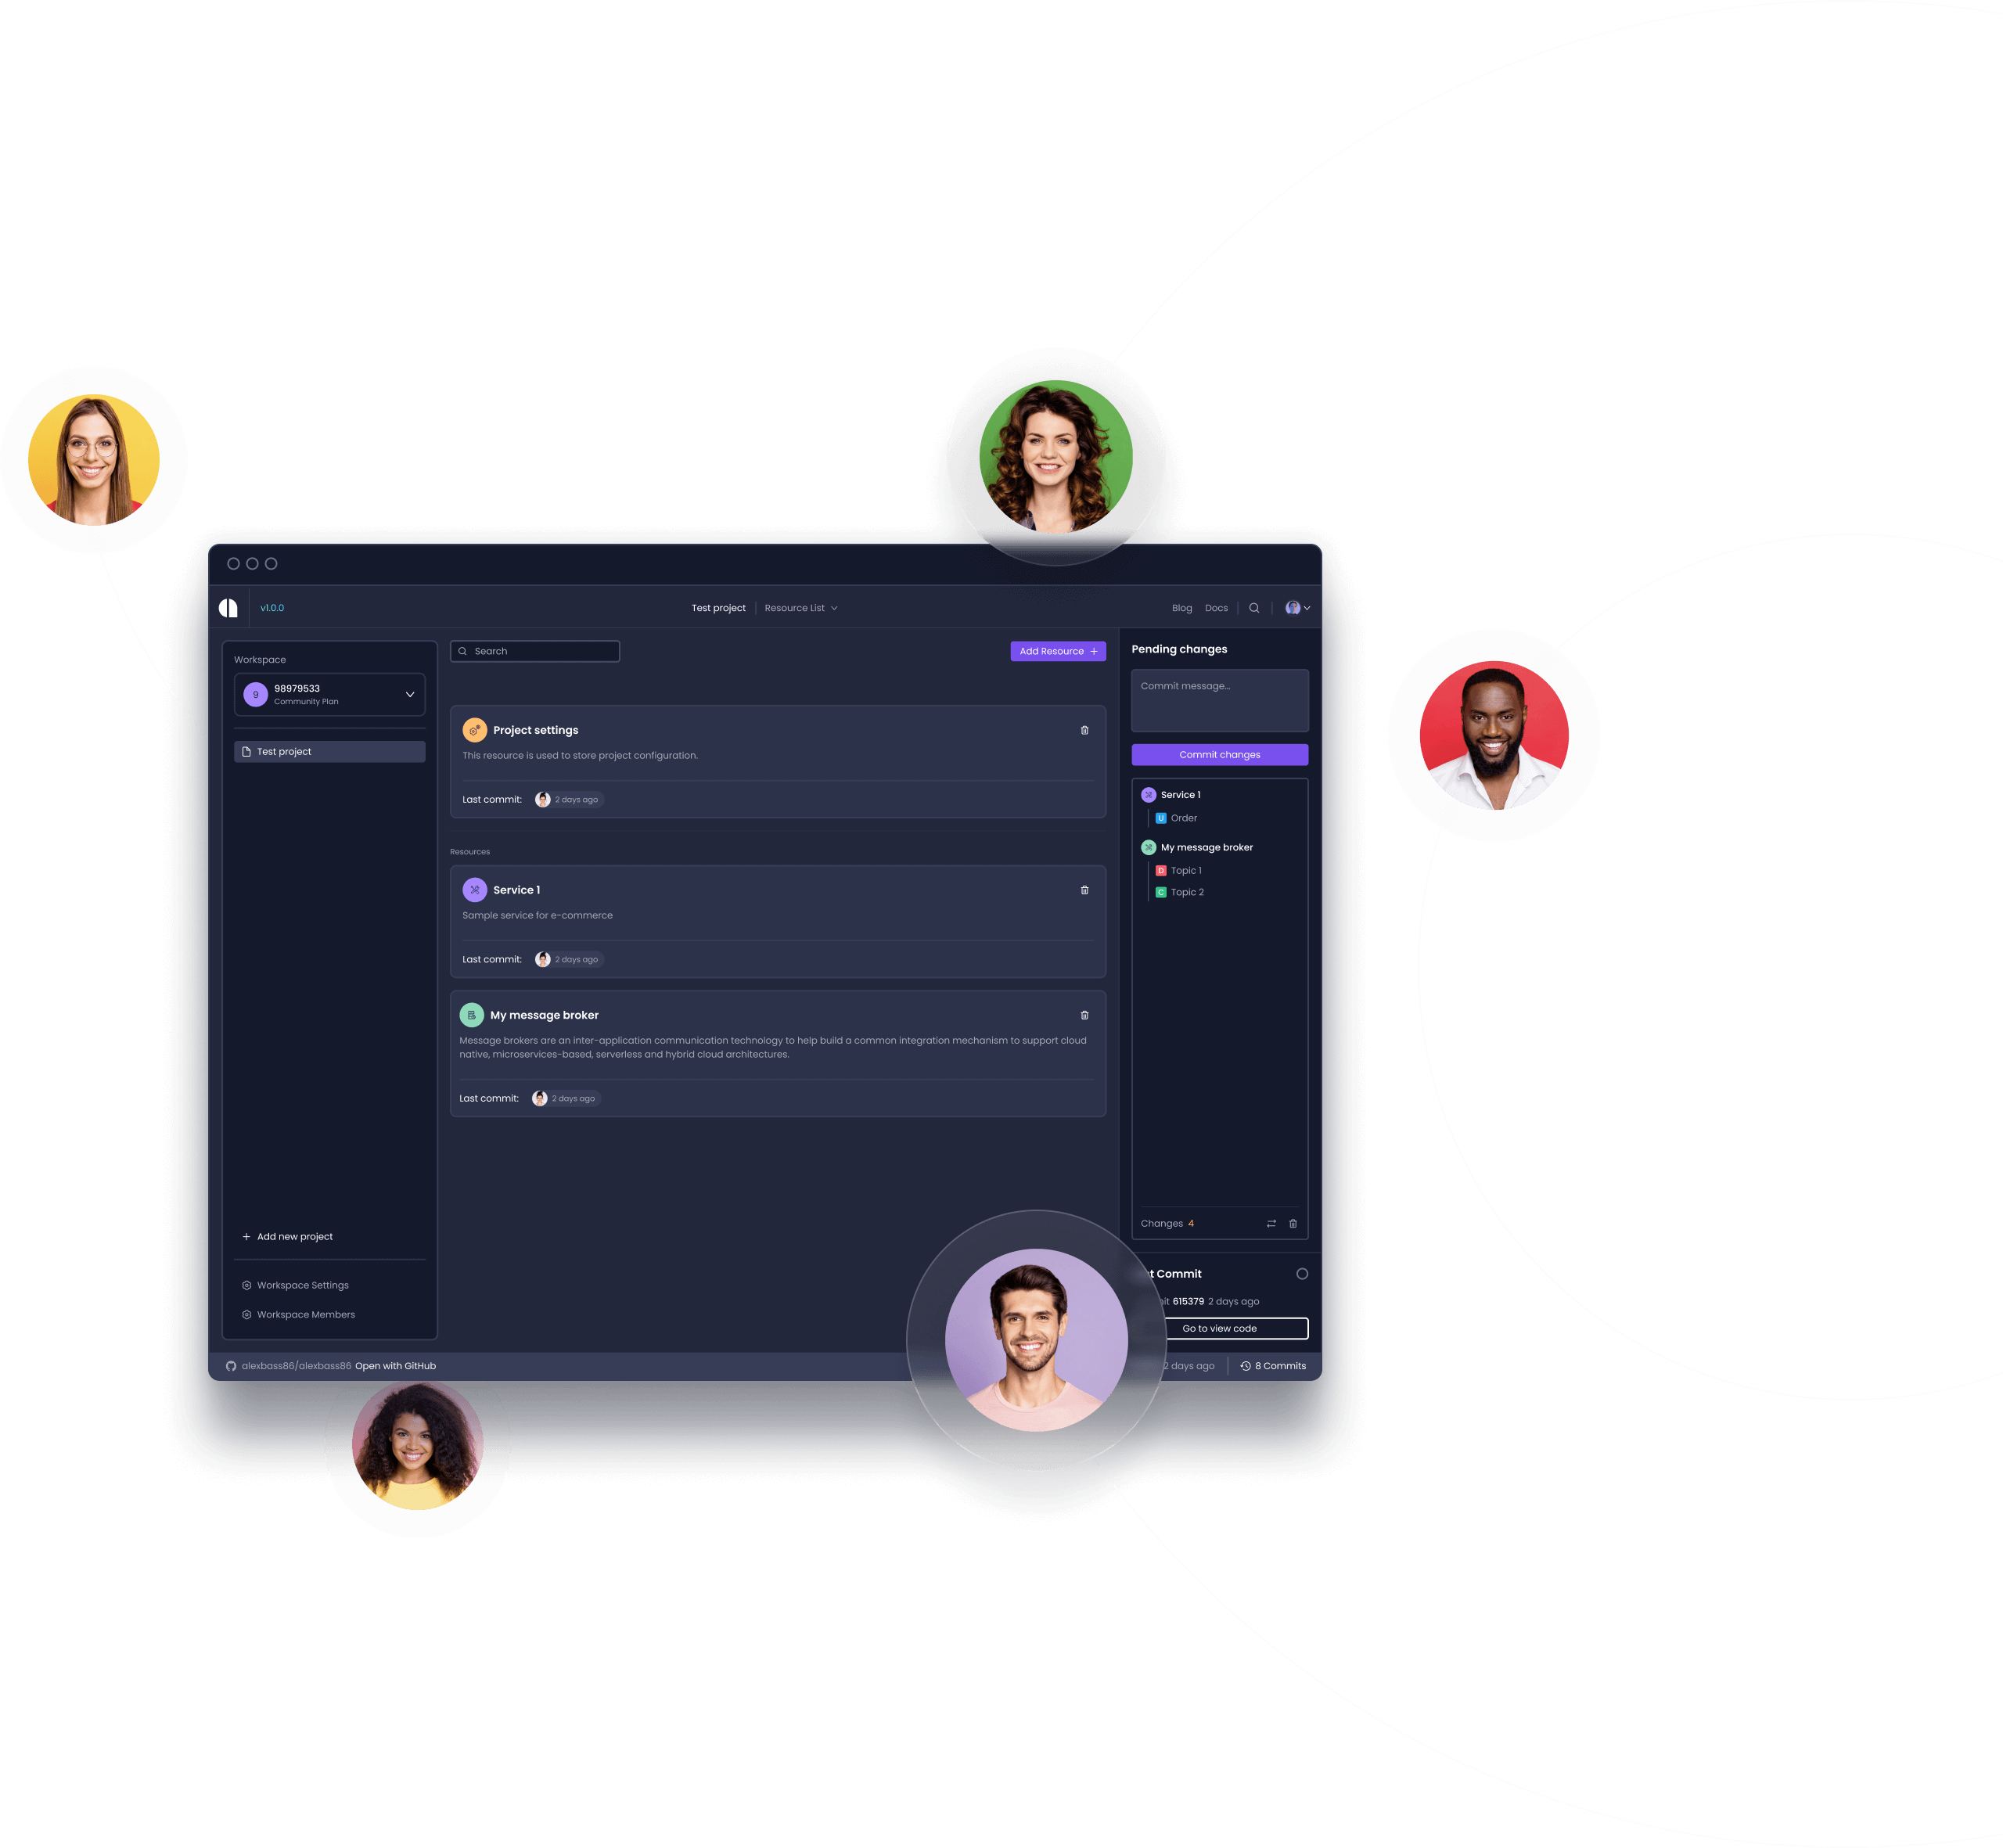 v1.0.0
Test project
Resource List
Blog
Docs
Workspace
9
98979533
Community Plan
Test project
Add new project
Workspace Settings
Workspace Members
Search
Add Resource
Project settings
This resource is used to store project configuration.
Last commit:
2 days ago
Resources
Service 1
Sample service for e-commerce
Last commit:
2 days ago
My message broker
Message brokers are an inter-application communication technology to help build a common integration mechanism to support cloud
native, microservices-based, serverless and hybrid cloud architectures.
Last commit:
2 days ago
Pending changes
Commit message...
Commit changes
Service 1
U Order
My message broker
D Topic 1
C Topic 2
Changes 4
Commit
615379 2 days ago
Go to view code
alexbass86/alexbass86 Open with GitHub
2 days ago
8 Commits